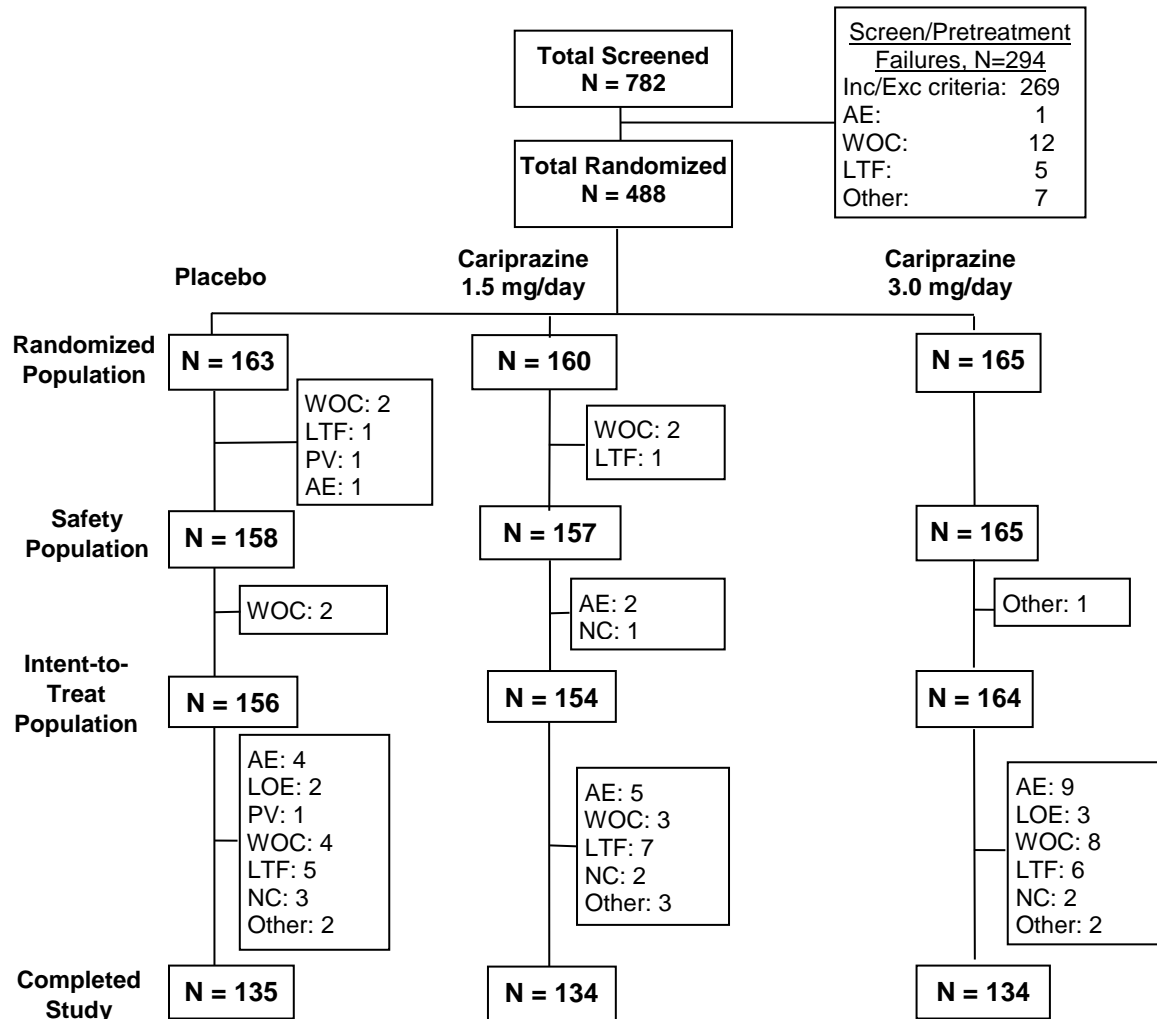 Total Screened
N = 782
Screen/Pretreatment
Failures, N=294
Inc/Exc criteria: 269
AE: 1
WOC: 12
LTF: 5
Other: 7
Total Randomized
N = 488
Placebo
Cariprazine
1.5 mg/day
Cariprazine
3.0 mg/day
Randomized
Population
N = 163
N = 160
N = 165
WOC: 2
LTF: 1
PV: 1
AE: 1
WOC: 2
LTF: 1
Safety
Population
N = 158
N = 157
N = 165
WOC: 2
AE: 2
NC: 1
Other: 1
Intent-to-
Treat
Population
N = 156
N = 154
N = 164
AE: 4
LOE: 2
PV: 1
WOC: 4
LTF: 5
NC: 3
Other: 2
AE: 5
WOC: 3
LTF: 7
NC: 2
Other: 3
AE: 9
LOE: 3
WOC: 8
LTF: 6
NC: 2
Other: 2
Completed
Study
N = 135
N = 134
N = 134